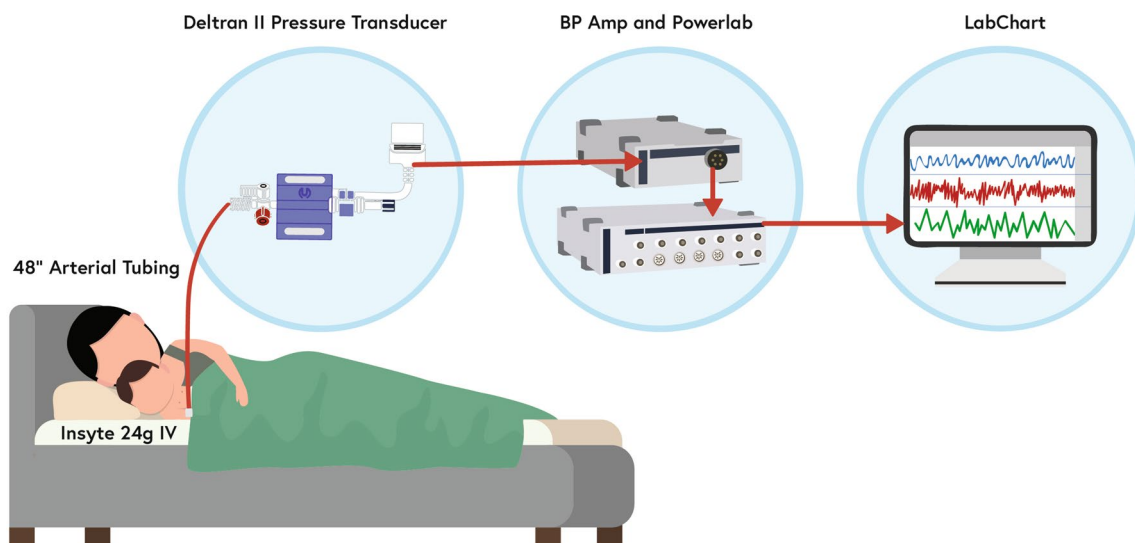 Deltran II Pressure Transducer
BP Amp and Powerlab
LabChart
48" Arterial Tubing
Insyte 24g IV